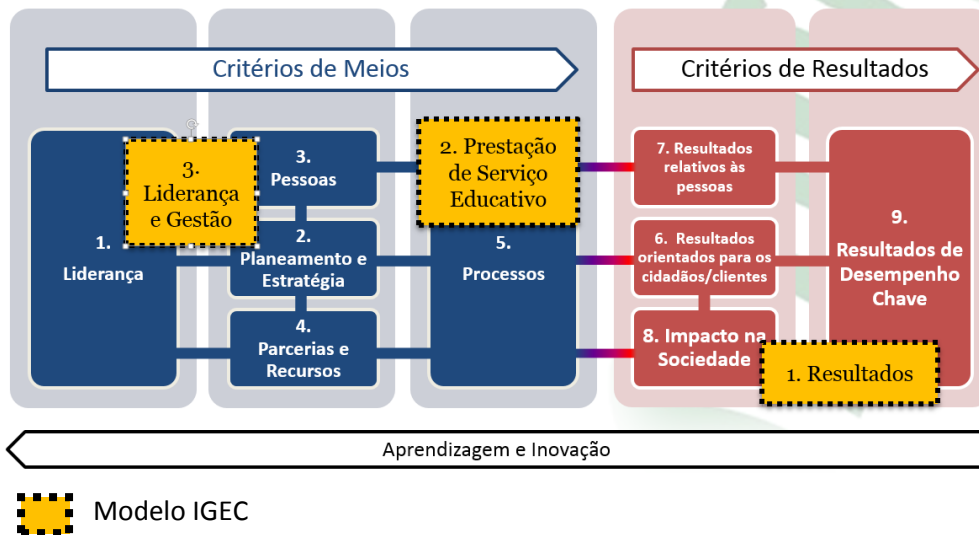 Critérios de Meios
Critérios de Resultados
1.
Liderança
3.
Liderança
e Gestão
3.
Pessoas
2.
Planeamento e
Estratégia
4.
Parcerias e
Recursos
2. Prestação
de Serviço
Educativo
5.
Processos
7. Resultados
relativos às
pessoas
6. Resultados
orientados para os
cidadãos/clientes
8. Impacto na
Sociedade
9.
Resultados de
Desempenho
Chave
1. Resultados
Aprendizagem e Inovação
Modelo IGEC